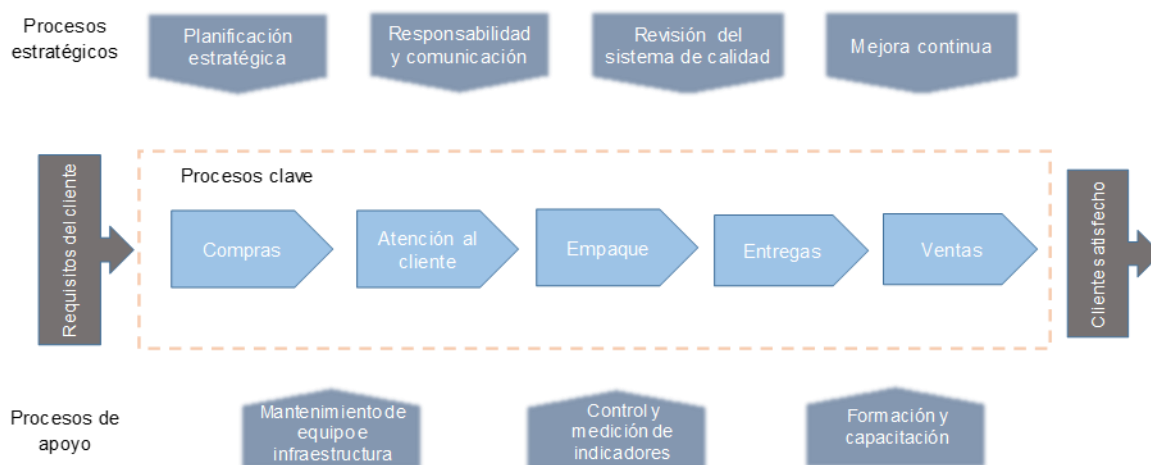 Procesos
estratégicos
Planificación
estratégica
Responsabilidad
y comunicación
Revisión del
sistema de calidad
Mejora continua
Requisitos del cliente
Procesos clave
Compras
Atención al
cliente
Empaque
Entregas
Ventas
Cliente satisfecho
Procesos de
apoyo
Mantenimiento de
equipo e
infraestructura
Control y
medición de
indicadores
Formación y
capacitación